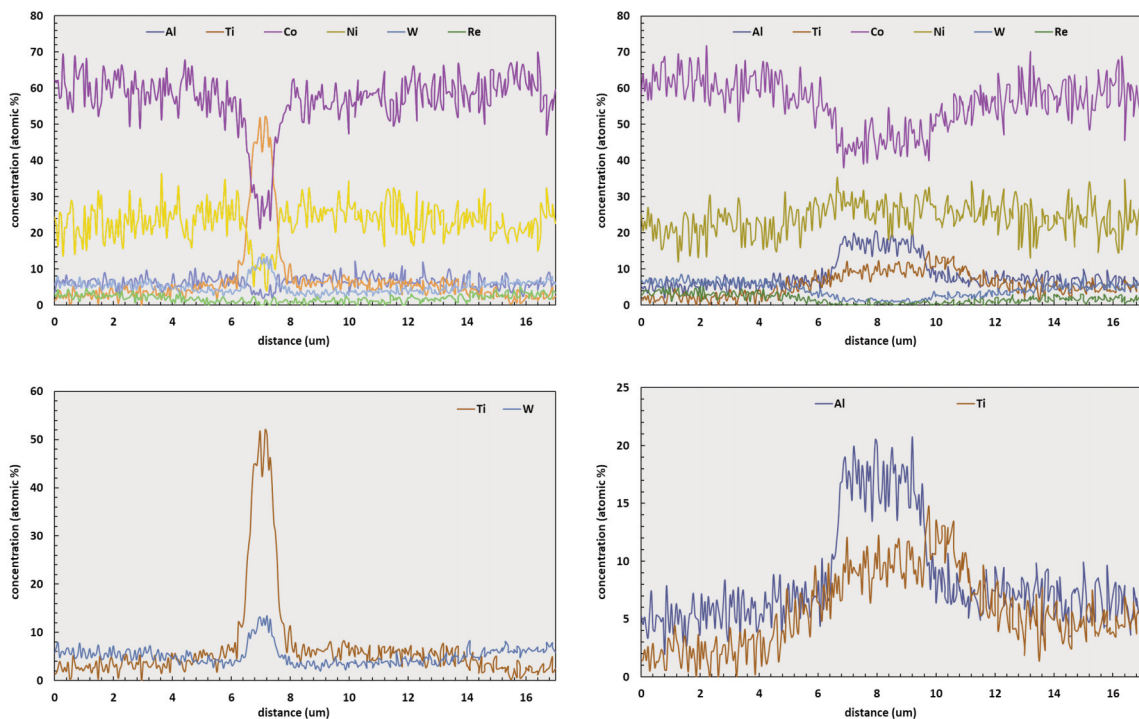 80
Al Ti Co Ni W Re
70
60
50
40
30
20
10
0
concentration (atomic %)
0 2 4 6 8 10 12 14 16
distance (um)
80
Al Ti Co Ni W Re
70
60
50
40
30
20
10
0
concentration (atomic %)
0 2 4 6 8 10 12 14 16
distance (um)
60
Ti W
50
40
30
20
10
0
concentration (atomic %)
0 2 4 6 8 10 12 14 16
distance (um)
25
Al Ti
20
15
10
5
0
concentration (atomic %)
0 2 4 6 8 10 12 14 16
distance (um)